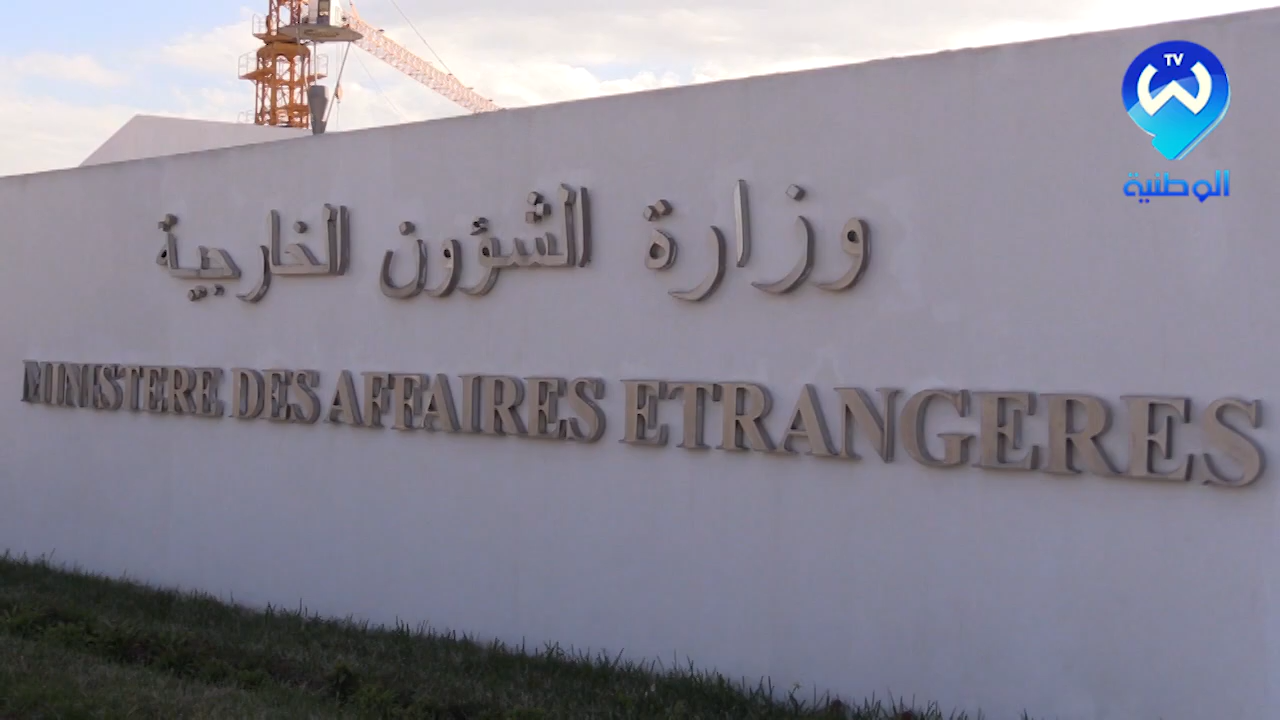 TV
W
الوطنية
وزارة الشؤون الخارجية
MINISTERE DES AFFAIRES ETRANGERES